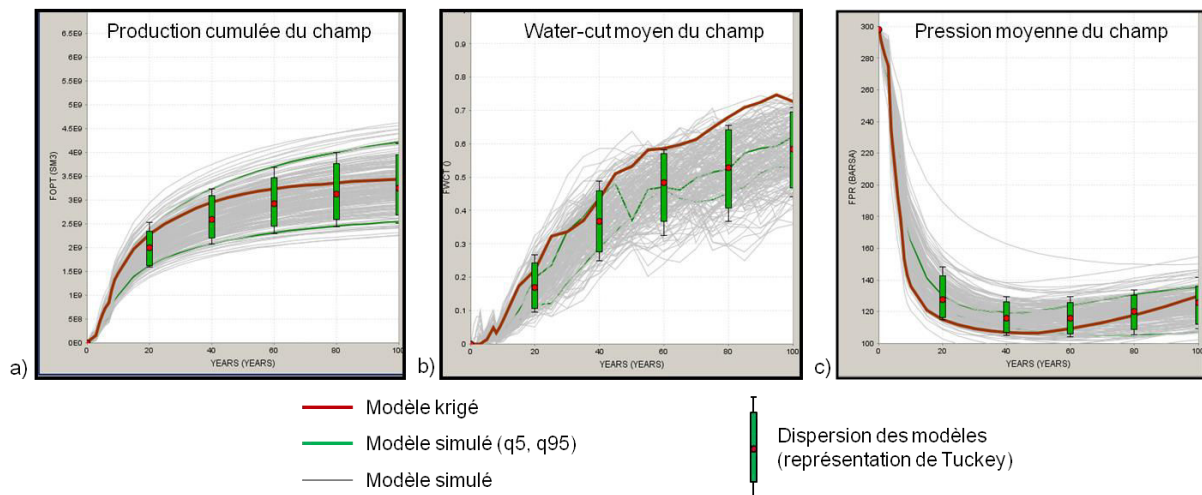 Production cumulée du champ
6.5E9
6E9
5.5E9
5E9
4.5E9
4E9
3.5E9
3E9
2.5E9
2E9
1.5E9
1E9
5E8
0E0
FOPT (SM3)
20
40
60
80
100
YEARS (YEARS)
a)
Water-cut moyen du champ
0.9
0.8
0.7
0.6
0.5
0.4
0.3
0.2
0.1
0
FWCT ()
0
20
40
60
80
100
YEARS (YEARS)
b)
Pression moyenne du champ
300
280
260
240
220
200
180
160
140
120
100
FPR (BARSA)
0
20
40
60
80
100
YEARS (YEARS)
c)
Modèle krigé
Modèle simulé (q5, q95)
Modèle simulé
Dispersion des modèles
(représentation de Tuckey)